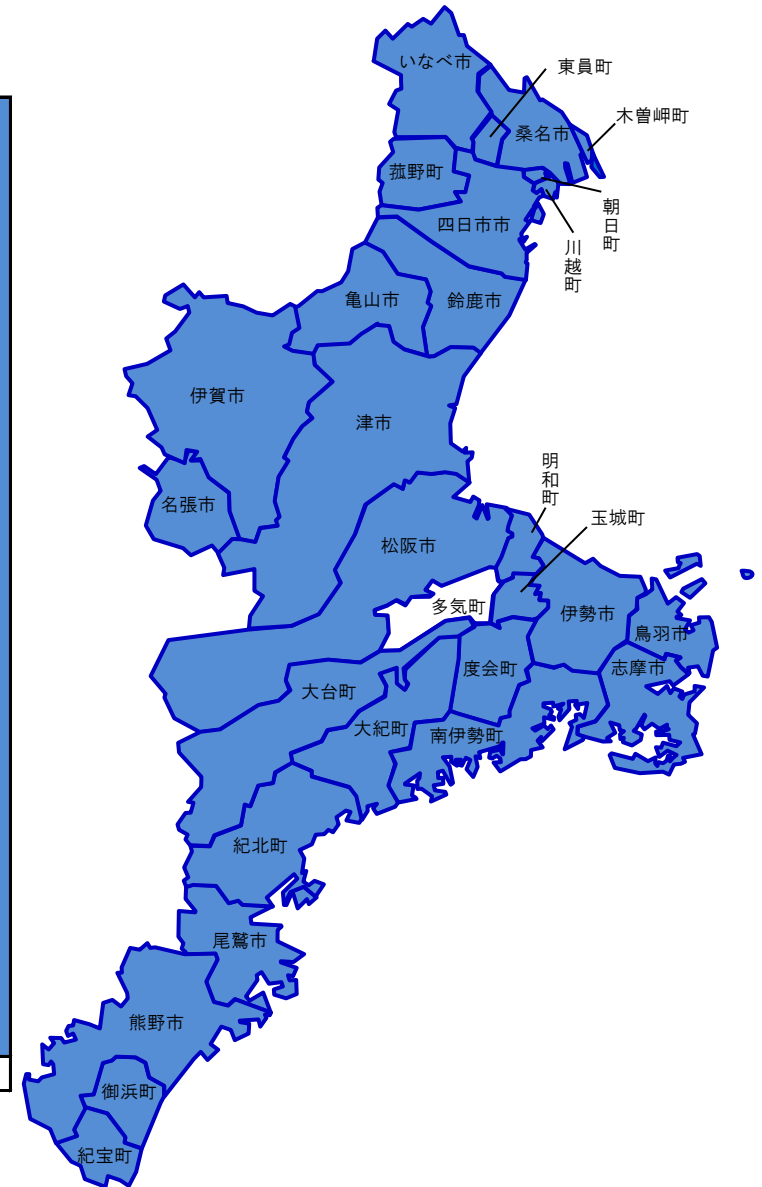 いなべ市
東員町
木曽岬町
桑名市
菰野町
朝日町
四日市市
川越町
亀山市
鈴鹿市
伊賀市
津市
明和町
名張市
玉城町
松阪市
多気町
伊勢市
鳥羽市
度会町
志摩市
大台町
大紀町
南伊勢町
紀北町
尾鷲市
熊野市
御浜町
紀宝町